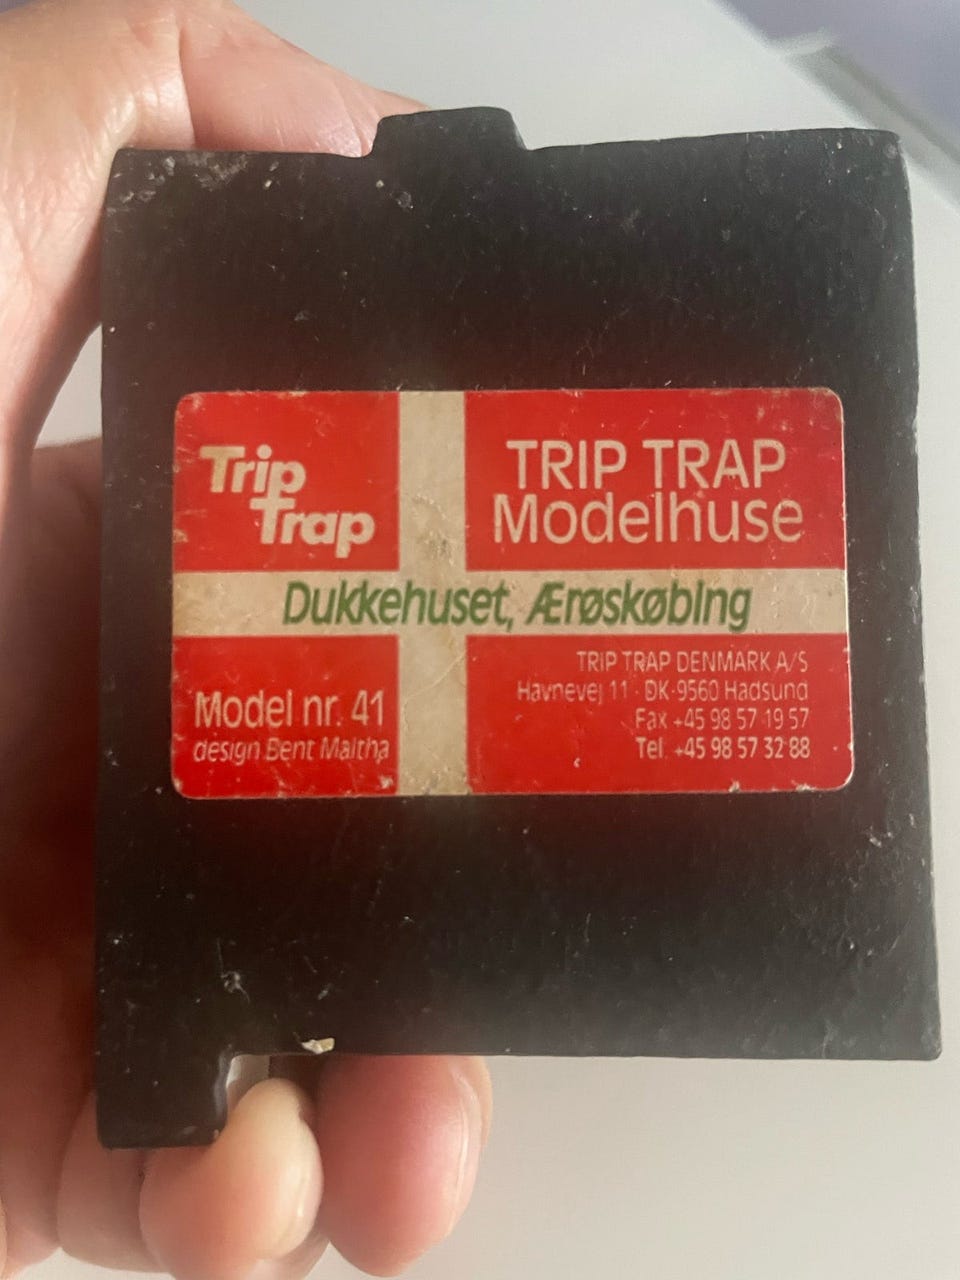 Trip
Trap
TRIP TRAP
Modelhuse
Dukkehuset, Ærøskøbing
Model nr. 41
design Bent Maltha
TRIP TRAP DENMARK A/S
Havnevej 11 · DK-9560 Hadsund
Fax +45 98 57 19 57
Tel. +45 98 57 32 88